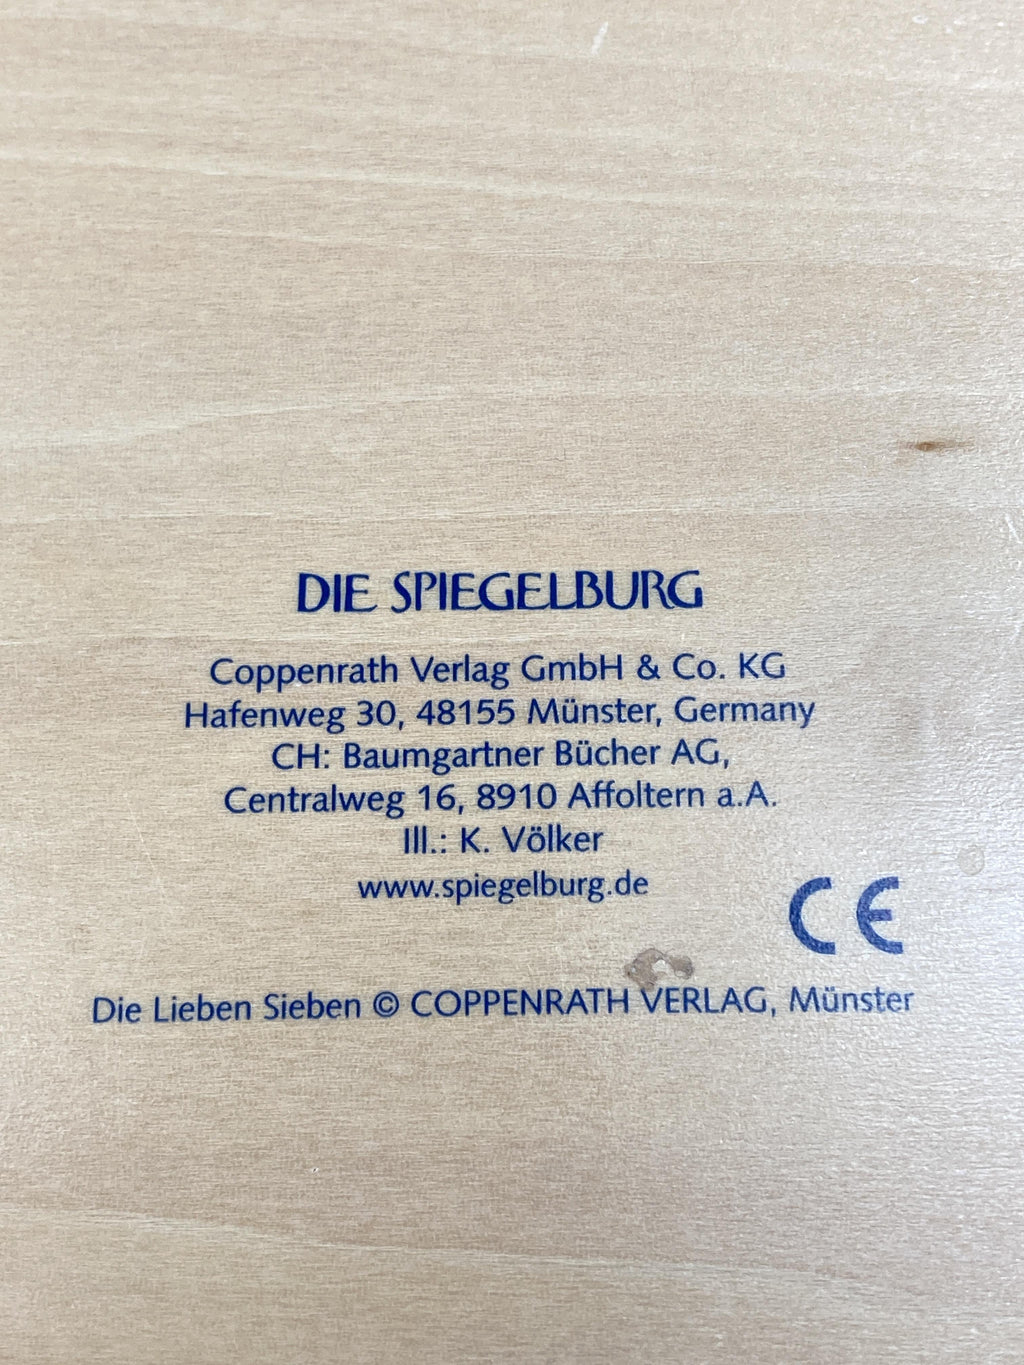 DIE SPIEGELBURG
Coppenrath Verlag GmbH & Co. KG
Hafenweg 30, 48155 Münster, Germany
CH: Baumgartner Bücher AG,
Centralweg 16, 8910 Affoltern a.A.
Ill.: K. Völker
www.spiegelburg.de
CE
Die Lieben Sieben © COPPENRATH VERLAG, Münster